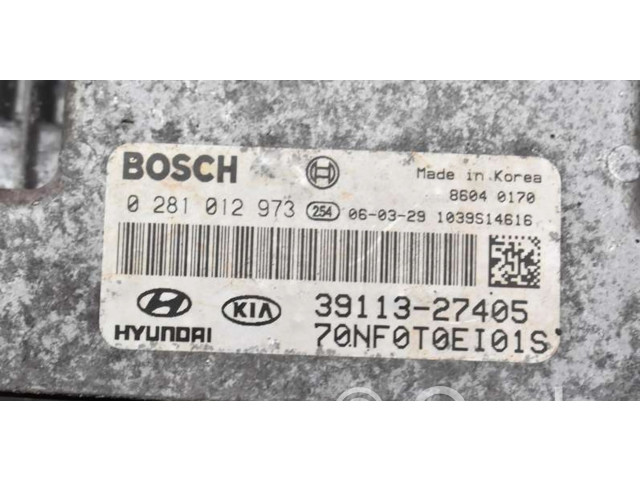 BOSCH
Made in Korea
8604 0170
0 281 012 973 254 06-03-29 1039S14616
HYUNDAI
KIA
39113-27405
70NF0T0EI01S